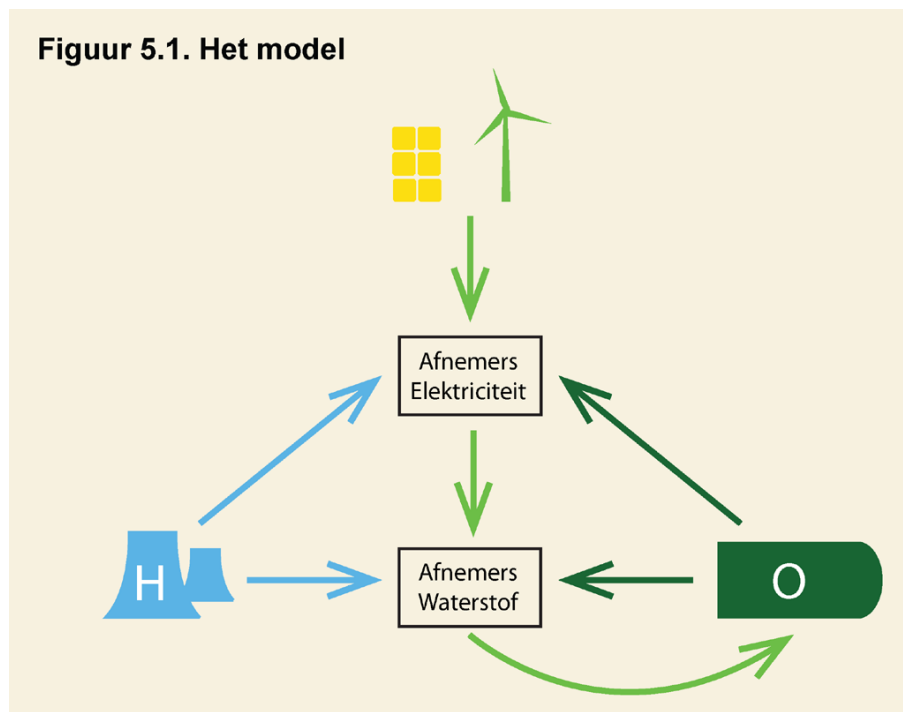 Figuur 5.1. Het model
Afnemers
Elektriciteit
H
Afnemers
Waterstof
O